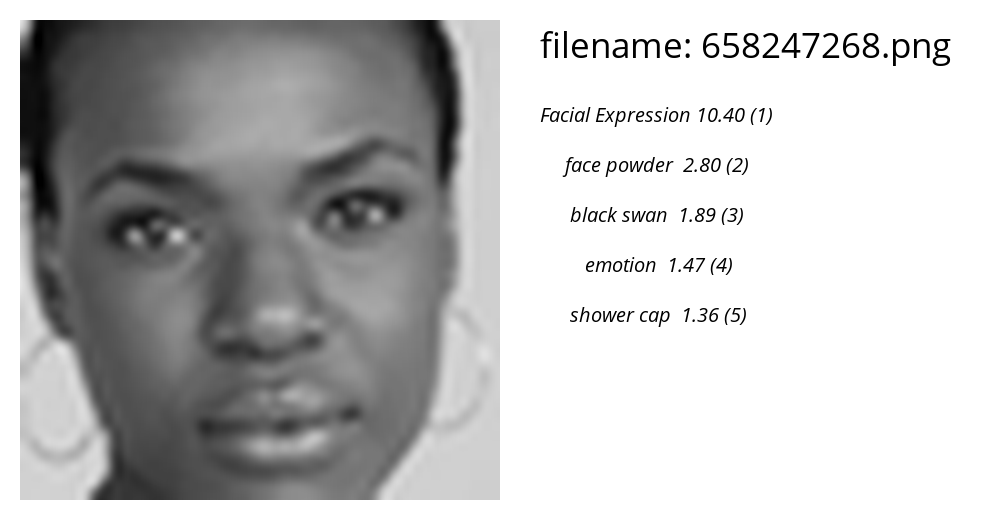 filename: 658247268.png
Facial Expression 10.40 (1)
face powder 2.80 (2)
black swan 1.89 (3)
emotion 1.47 (4)
shower cap 1.36 (5)